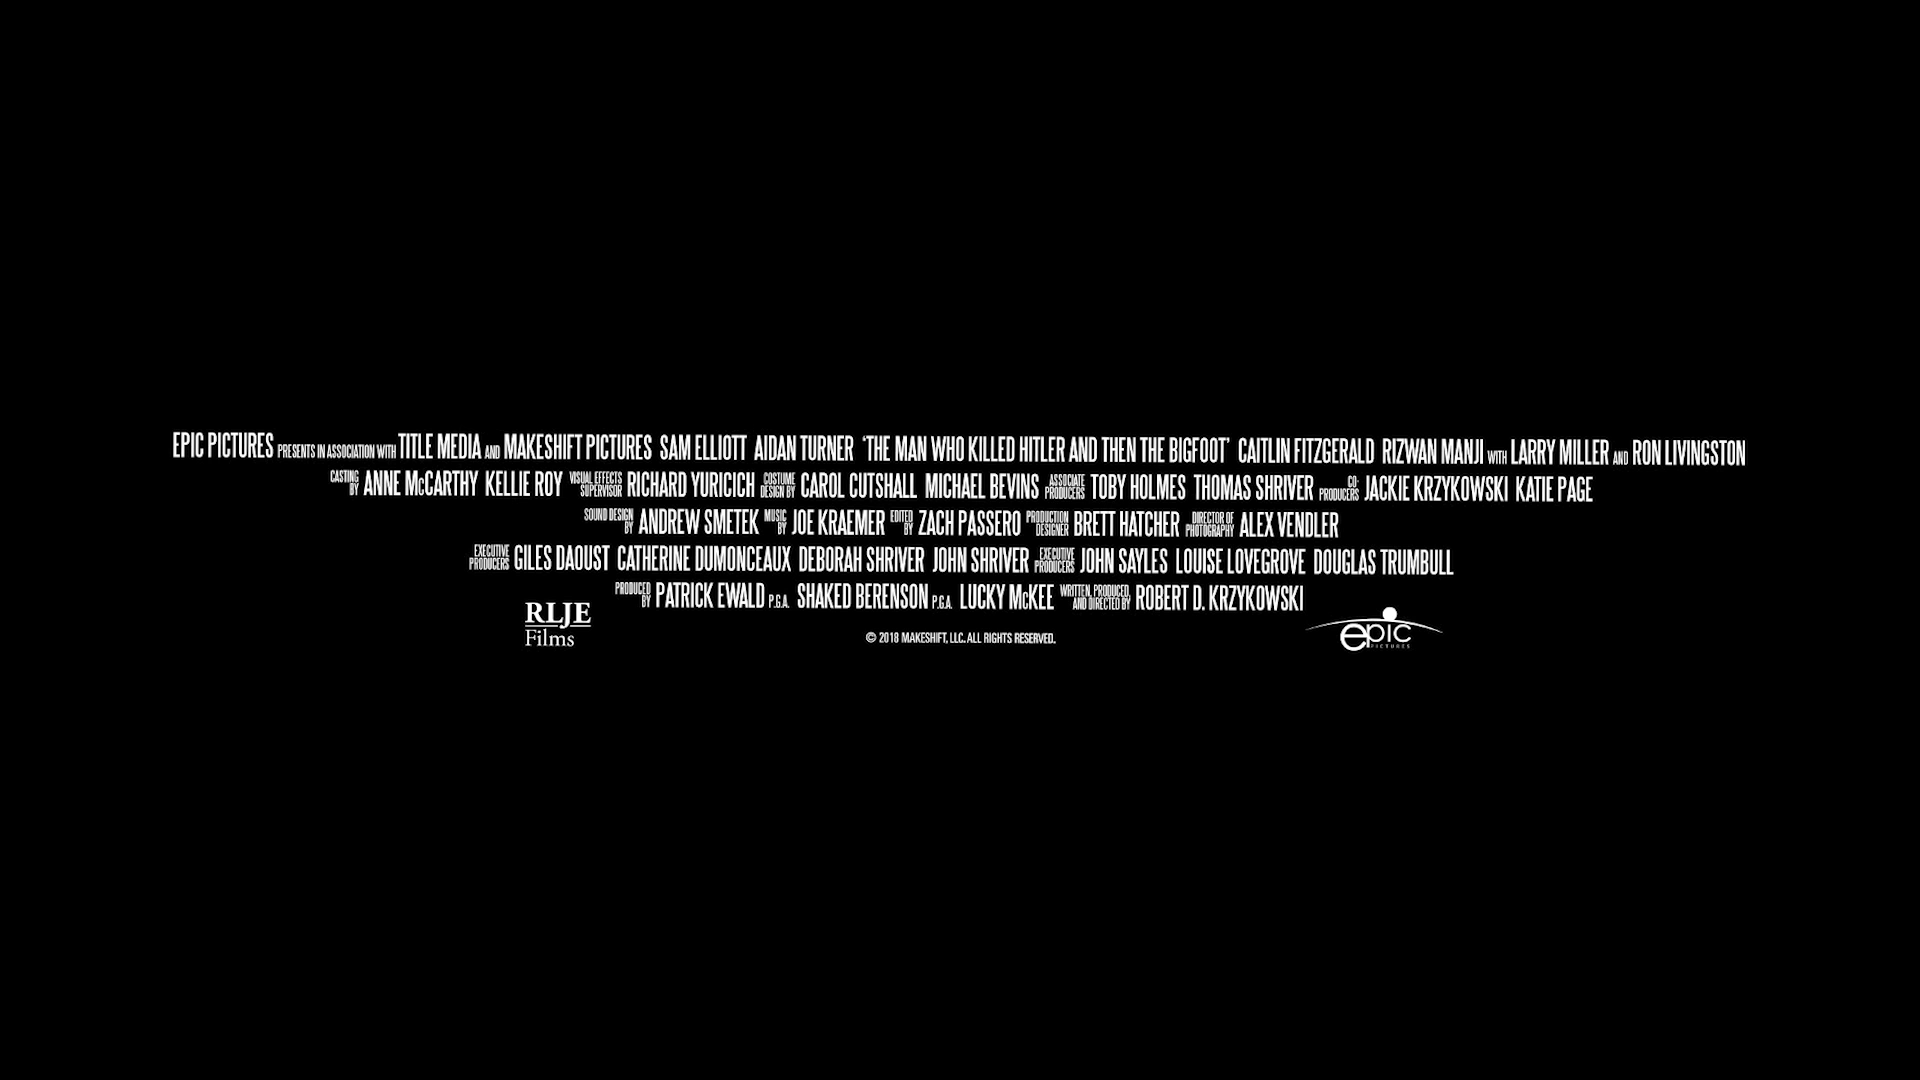 EPIC PICTURES PRESENTS IN ASSOCIATION WITH TITLE MEDIA AND MAKESHIFT PICTURES SAM ELLIOTT AIDAN TURNER ‘THE MAN WHO KILLED HITLER AND THEN THE BIGFOOT’ CAITLIN FITZGERALD RIZWAN MANJI WITH LARRY MILLER AND RON LIVINGSTON
CASTING BY ANNE McCARTHY KELLIE ROY VISUAL EFFECTS SUPERVISOR RICHARD YURICICH COSTUME DESIGN BY CAROL CUTSHALL MICHAEL BEVINS ASSOCIATE PRODUCERS TOBY HOLMES THOMAS SHRIVER CO-PRODUCERS JACKIE KRZYKOWSKI KATIE PAGE
SOUND DESIGN BY ANDREW SMETEK MUSIC BY JOE KRAEMER EDITED BY ZACH PASSERO PRODUCTION DESIGNER BRETT HATCHER DIRECTOR OF PHOTOGRAPHY ALEX VENDLER
EXECUTIVE PRODUCERS GILES DAOUST CATHERINE DUMONCEAUX DEBORAH SHRIVER JOHN SHRIVER EXECUTIVE PRODUCERS JOHN SAYLES LOUISE LOVEGROVE DOUGLAS TRUMBULL
PRODUCED BY PATRICK EWALD P.G.A. SHAKED BERENSON P.G.A. LUCKY McKEE WRITTEN, PRODUCED, AND DIRECTED BY ROBERT D. KRZYKOWSKI
RLJE
Films
© 2018 MAKESHIFT, LLC. ALL RIGHTS RESERVED.
epic
PICTURES